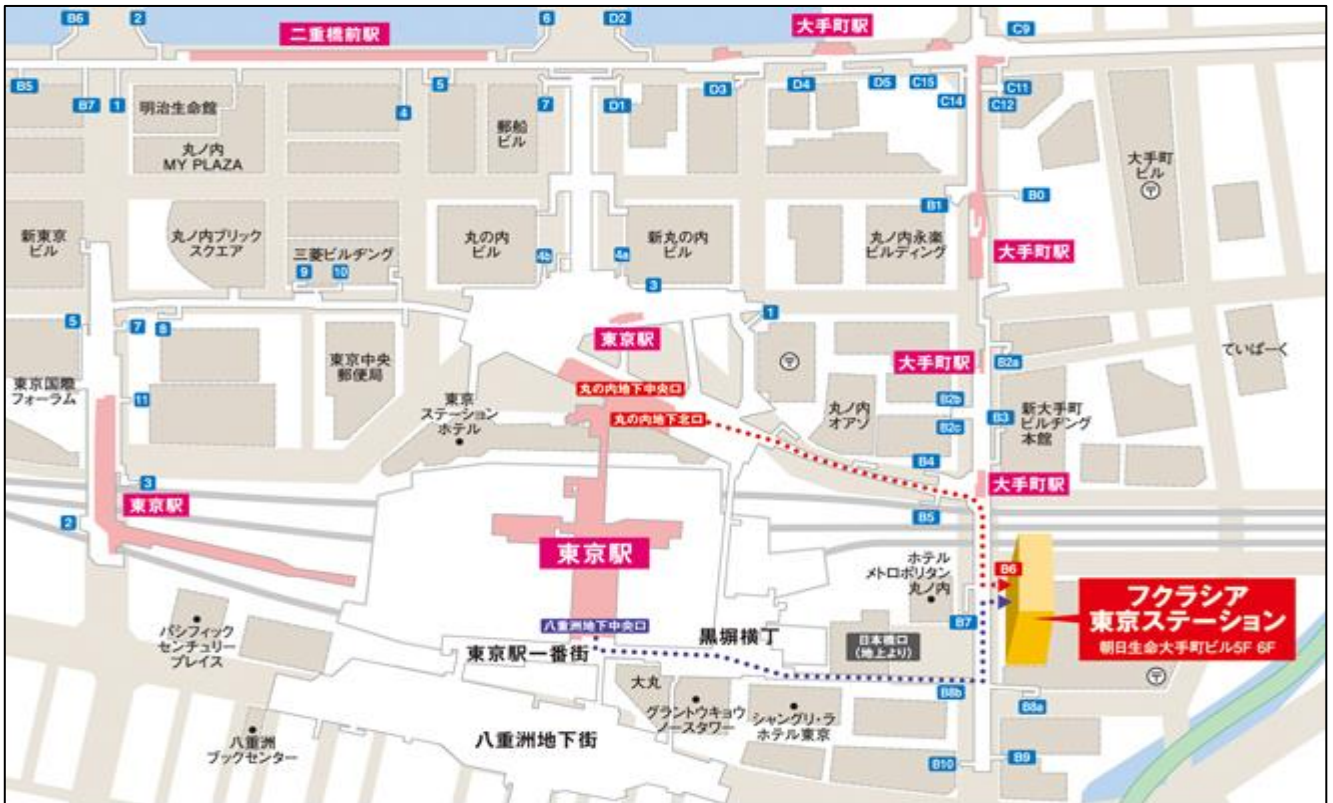 B6
2
6
D2
C9
二重橋前駅
大手町駅
B5
B7
1
明治生命館
4
5
7
D1
D3
D4
D5
C15
C14
C11
C12
郵船
ビル
丸ノ内
MY PLAZA
大手町
ビル
〒
B1
B0
新東京
ビル
丸ノ内ブリック
スクエア
三菱ビルヂング
9
10
丸の内
ビル
4b
4a
新丸の内
ビル
3
丸ノ内永楽
ビルディング
大手町駅
5
7
8
1
東京駅
東京中央
郵便局
〒
大手町駅
B2a
ていぱーく
東京国際
フォーラム
11
東京
ステーション
ホテル
丸の内地下中央口
丸の内地下北口
丸ノ内
オアゾ
B2b
B2c
B3
新大手町
ビルヂング
本館
B4
大手町駅
3
東京駅
2
B5
東京駅
ホテル
メトロポリタン
丸ノ内
B6
フクラシア
東京ステーション
朝日生命大手町ビル5F 6F
パシフィック
センチュリー
プレイス
八重洲地下中央口
東京駅一番街
黒塀横丁
日本橋口
(地上より)
B7
〒
大丸
グラントウキョウ
ノースタワー
シャングリ・ラ
ホテル東京
B8b
B8a
八重洲
ブックセンター
八重洲地下街
B10
B9